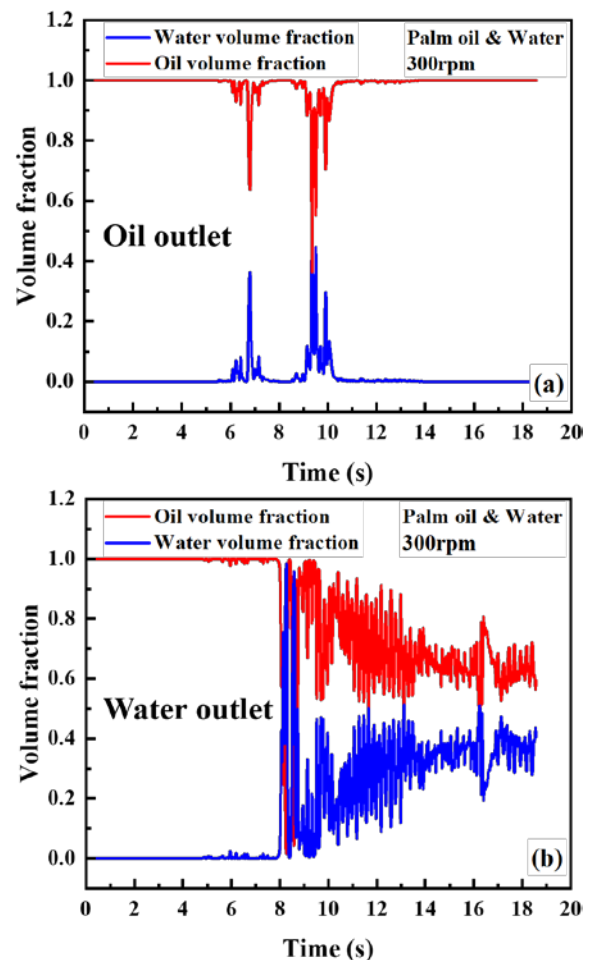 1.2
Water volume fraction
Oil volume fraction
Palm oil & Water
300rpm
1.0
0.8
0.6
0.4
0.2
0.0
Volume fraction
Oil outlet
(a)
0 2 4 6 8 10 12 14 16 18 20
Time (s)
1.2
Oil volume fraction
Water volume fraction
Palm oil & Water
300rpm
1.0
0.8
0.6
0.4
0.2
0.0
Volume fraction
Water outlet
(b)
0 2 4 6 8 10 12 14 16 18 20
Time (s)